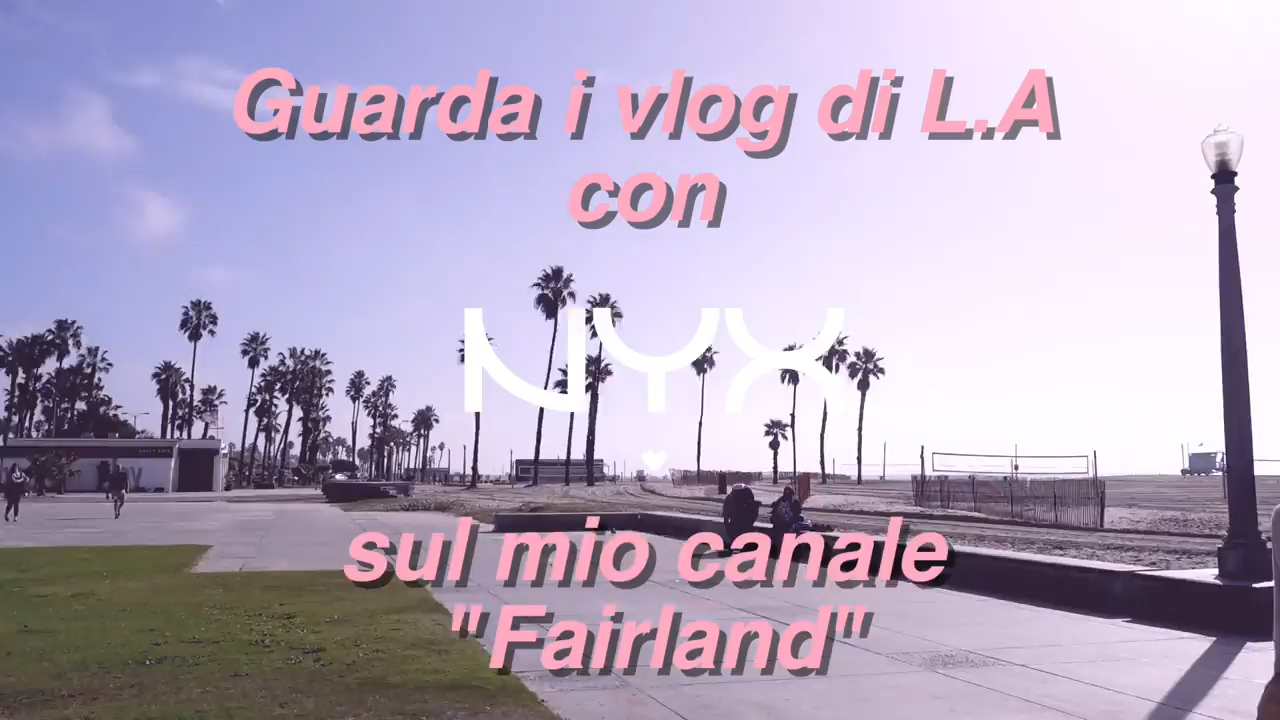 Guarda i vlog di L.A
con
NYX
sul mio canale
"Fairland"